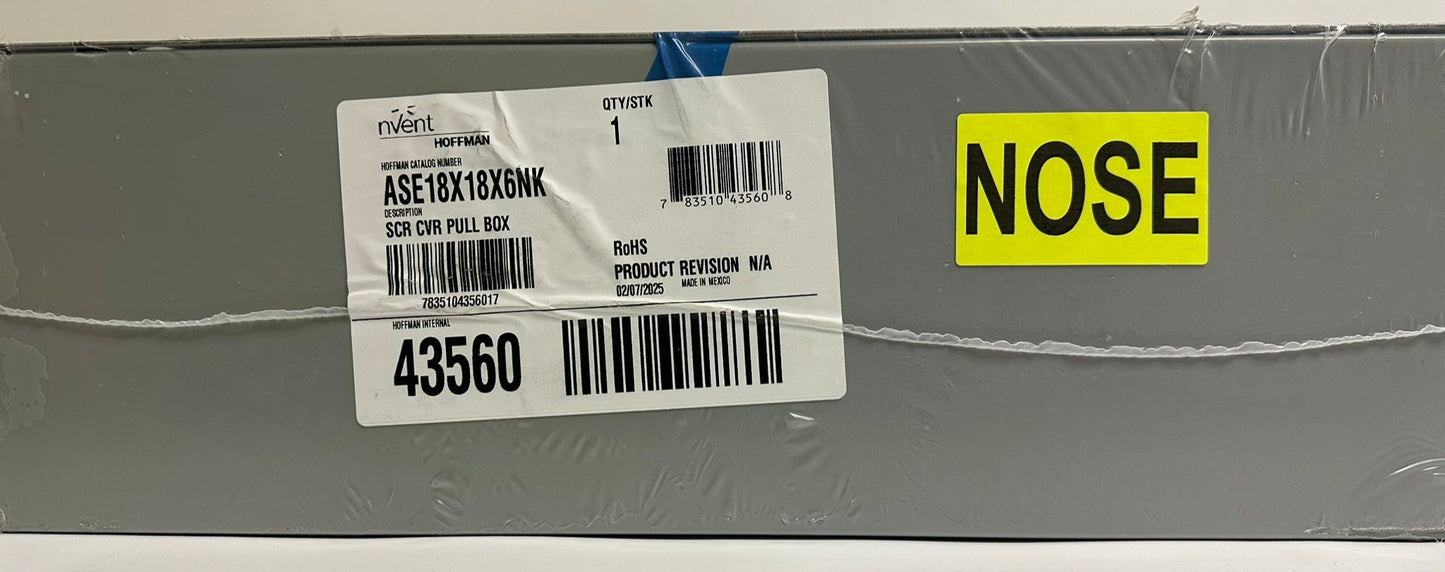 nvent
HOFFMAN
QTY/STK
1
HOFFMAN CATALOG NUMBER
ASE18X18X6NK
DESCRIPTION
SCR CVR PULL BOX
7835104356017
7 83510 43560 8
RoHS
PRODUCT REVISION N/A
02/07/2025 MADE IN MEXICO
HOFFMAN INTERNAL
43560
NOSE